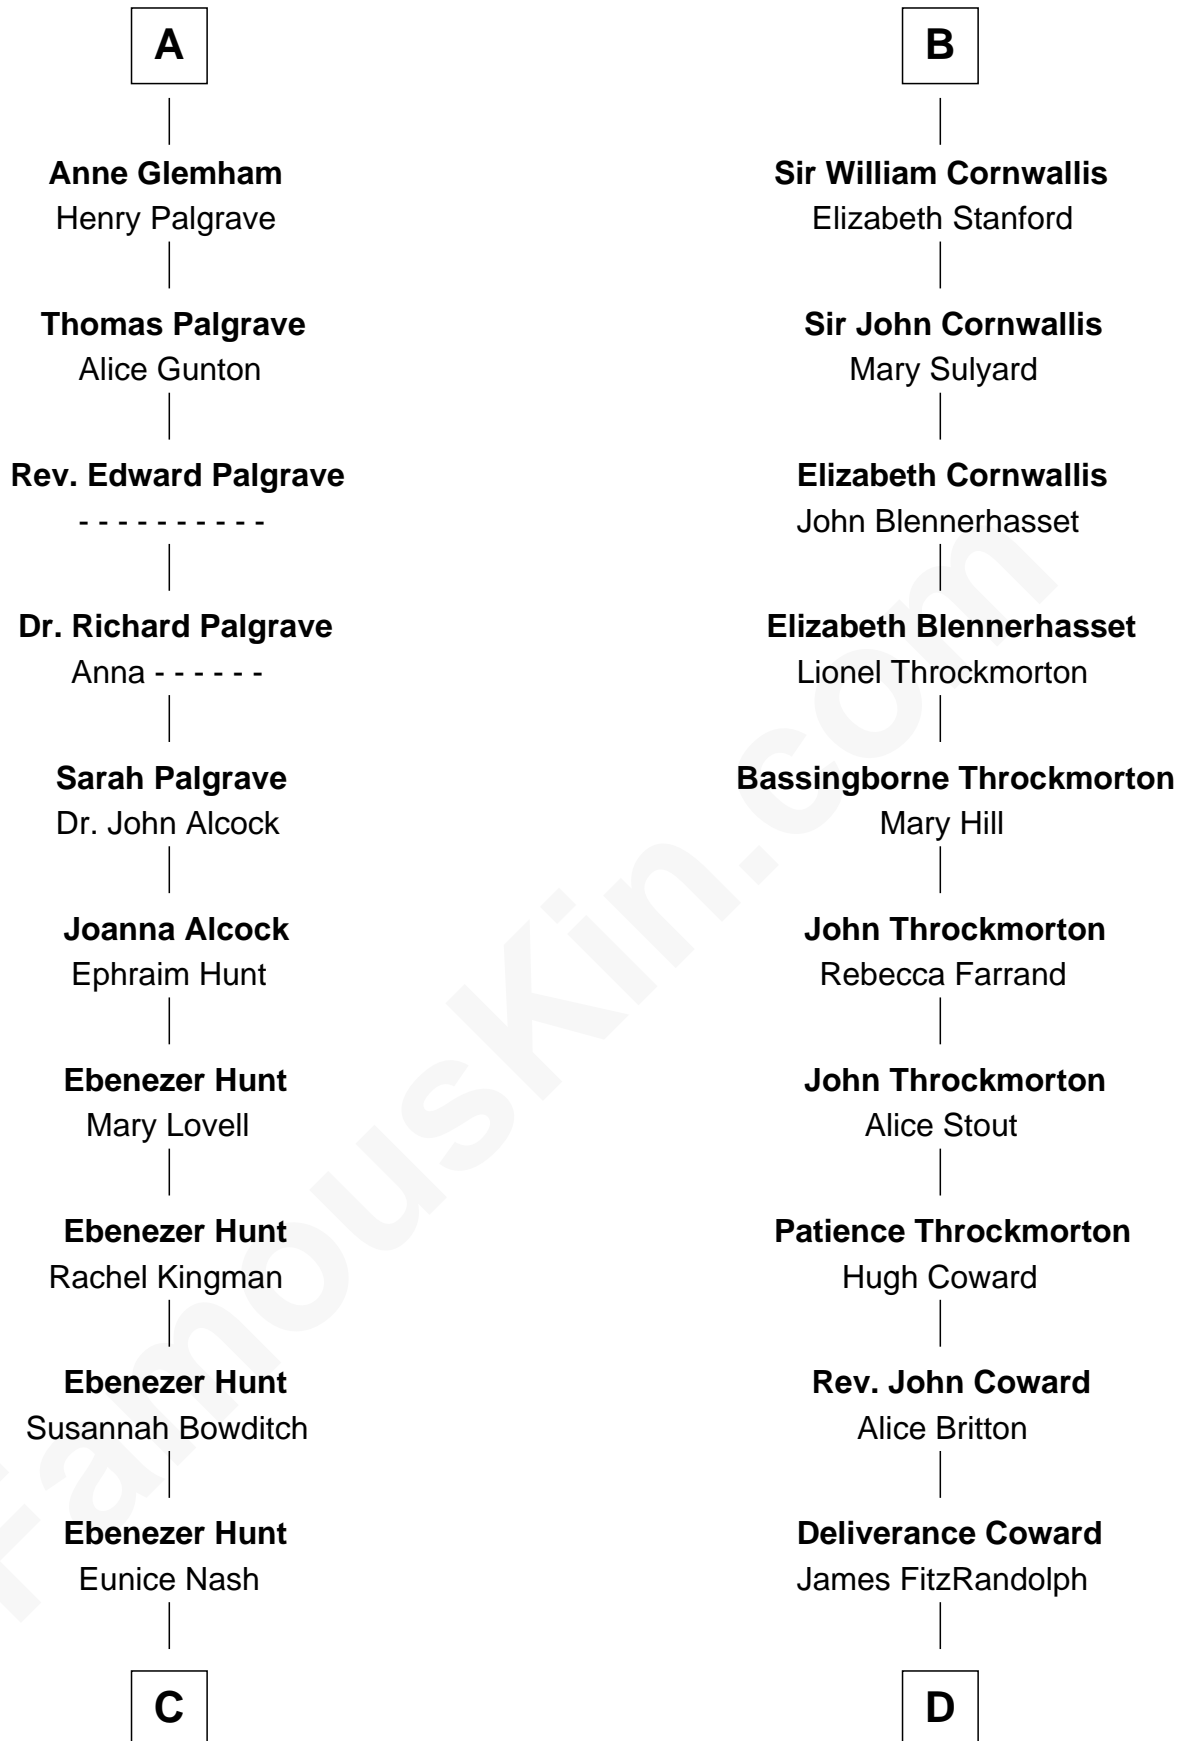 A
Anne Glemham
Henry Palgrave
Thomas Palgrave
Alice Gunton
Rev. Edward Palgrave
- - - - - - - - - -
Dr. Richard Palgrave
Anna - - - - - -
Sarah Palgrave
Dr. John Alcock
Joanna Alcock
Ephraim Hunt
Ebenezer Hunt
Mary Lovell
Ebenezer Hunt
Rachel Kingman
Ebenezer Hunt
Susannah Bowditch
Ebenezer Hunt
Eunice Nash
C
B
Sir William Cornwallis
Elizabeth Stanford
Sir John Cornwallis
Mary Sulyard
Elizabeth Cornwallis
John Blennerhasset
Elizabeth Blennerhasset
Lionel Throckmorton
Bassingborne Throckmorton
Mary Hill
John Throckmorton
Rebecca Farrand
John Throckmorton
Alice Stout
Patience Throckmorton
Hugh Coward
Rev. John Coward
Alice Britton
Deliverance Coward
James FitzRandolph
D
FamousKin.com